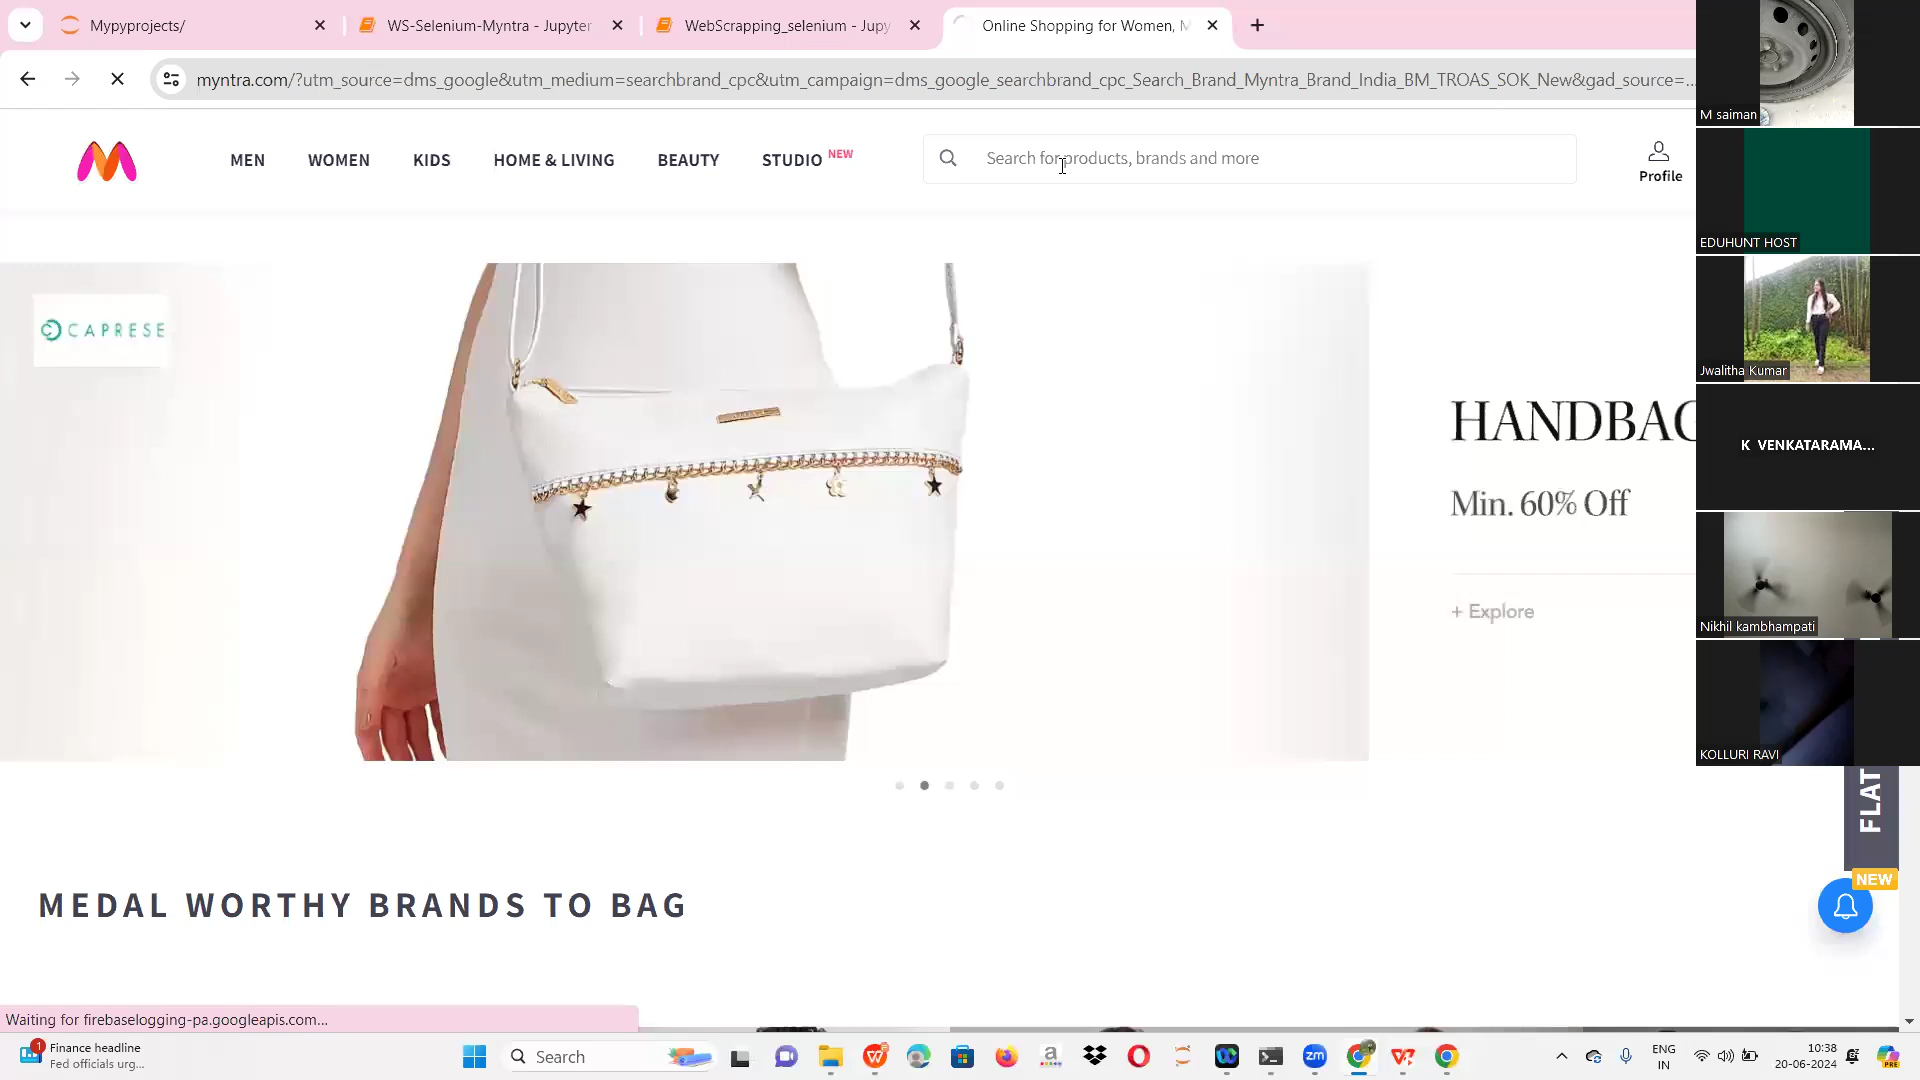 Mypyprojects/
WS-Selenium-Myntra - Jupyter
WebScrapping_selenium - Jupy
Online Shopping for Women, M
myntra.com/?utm_source=dms_google&utm_medium=searchbrand_cpc&utm_campaign=dms_google_searchbrand_cpc_Search_Brand_Myntra_Brand_India_BM_TROAS_SOK_New&gad_source=...
MEN
WOMEN
KIDS
HOME & LIVING
BEAUTY
STUDIO NEW
Search for products, brands and more
Profile
CAPRESE
HANDBAG
Min. 60% Off
+ Explore
MEDAL WORTHY BRANDS TO BAG
FLAT
NEW
M saiman
EDUHUNT HOST
Jwalitha Kumar
K VENKATARAMA...
Nikhil kambhampati
KOLLURI RAVI
Waiting for firebaselogging-pa.googleapis.com...
1
Finance headline
Fed officials urg...
Search
zm
ENG
IN
10:38
20-06-2024
PRE